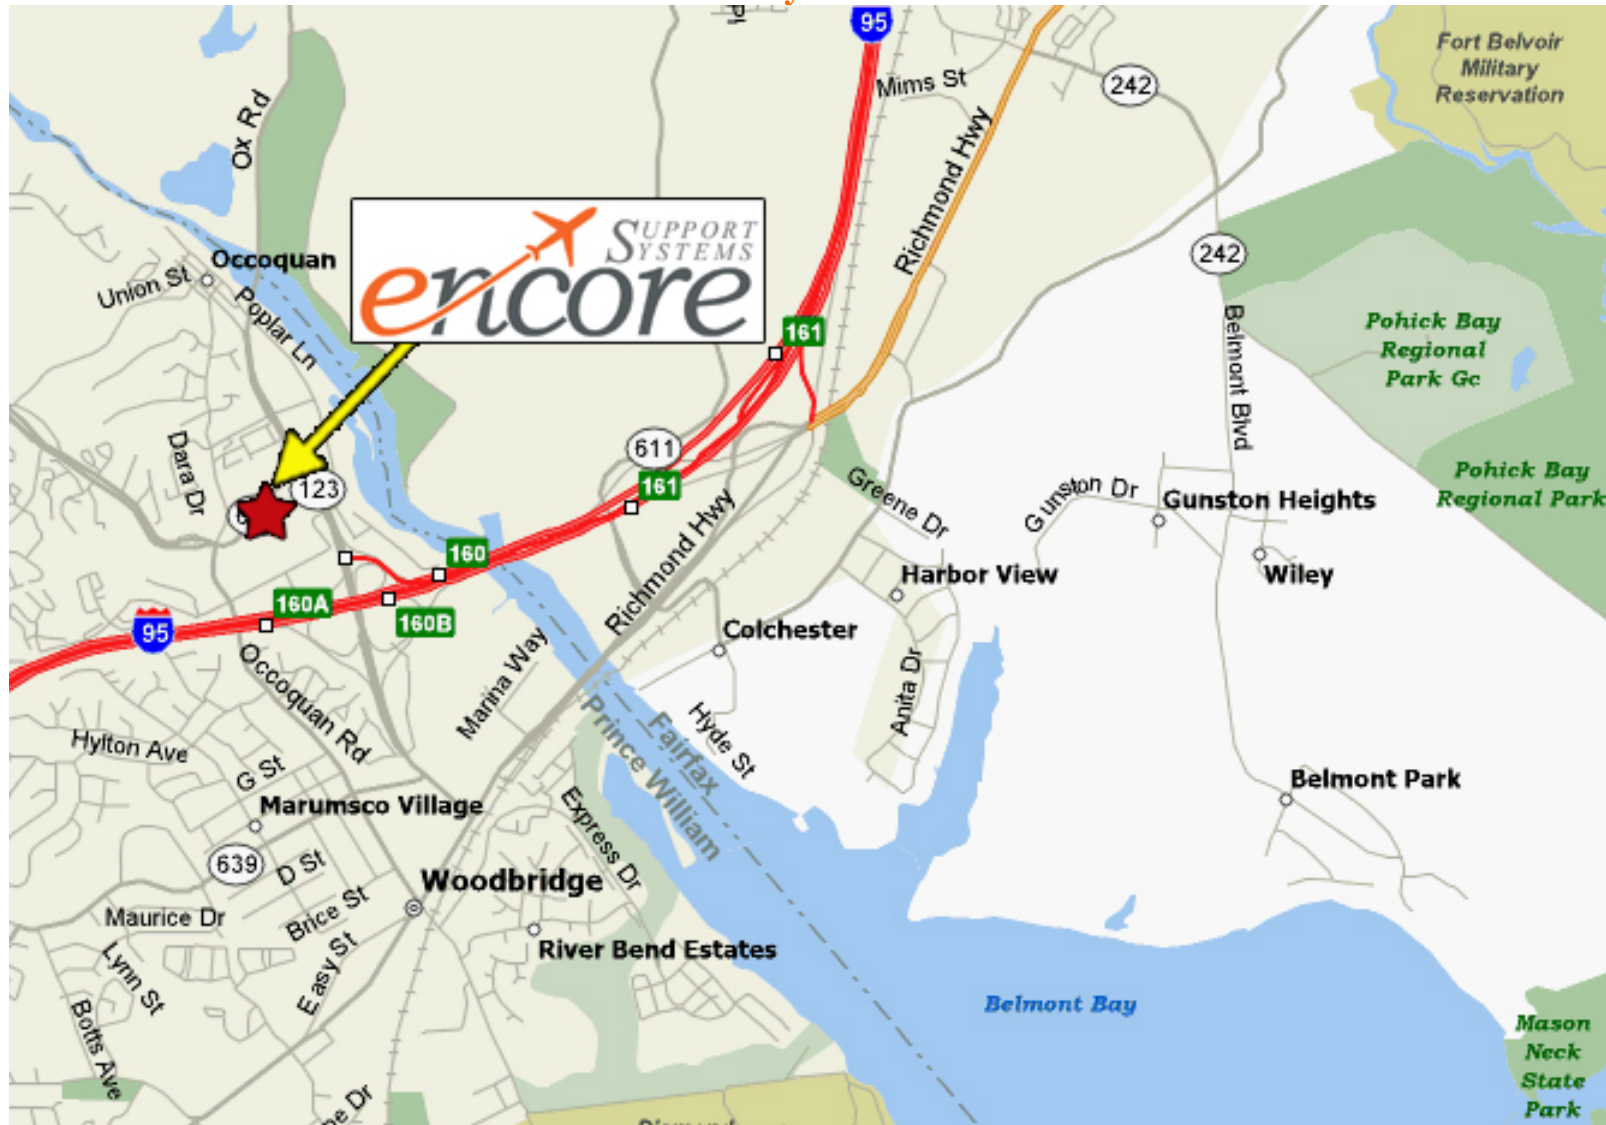 95
Mims St
242
Fort Belvoir
Military
Reservation
Ox Rd
Richmond Hwy
SUPPORT
SYSTEMS
encore
Occoquan
Union St
Poplar Ln
242
161
Belmont Blvd
Pohick Bay
Regional
Park Gc
Dara Dr
611
123
161
Greene Dr
Gunston Dr
Gunston Heights
Pohick Bay
Regional Park
160
Richmond Hwy
Harbor View
Wiley
160A
160B
95
Colchester
Occoquan Rd
Marina Way
Anita Dr
Hyde St
Fairfax
Prince William
Hylton Ave
G St
Marumsco Village
Belmont Park
Express Dr
639
D St
Woodbridge
Maurice Dr
Brice St
River Bend Estates
Lynn St
Easy St
Belmont Bay
Botts Ave
Mason
Neck
State
Park